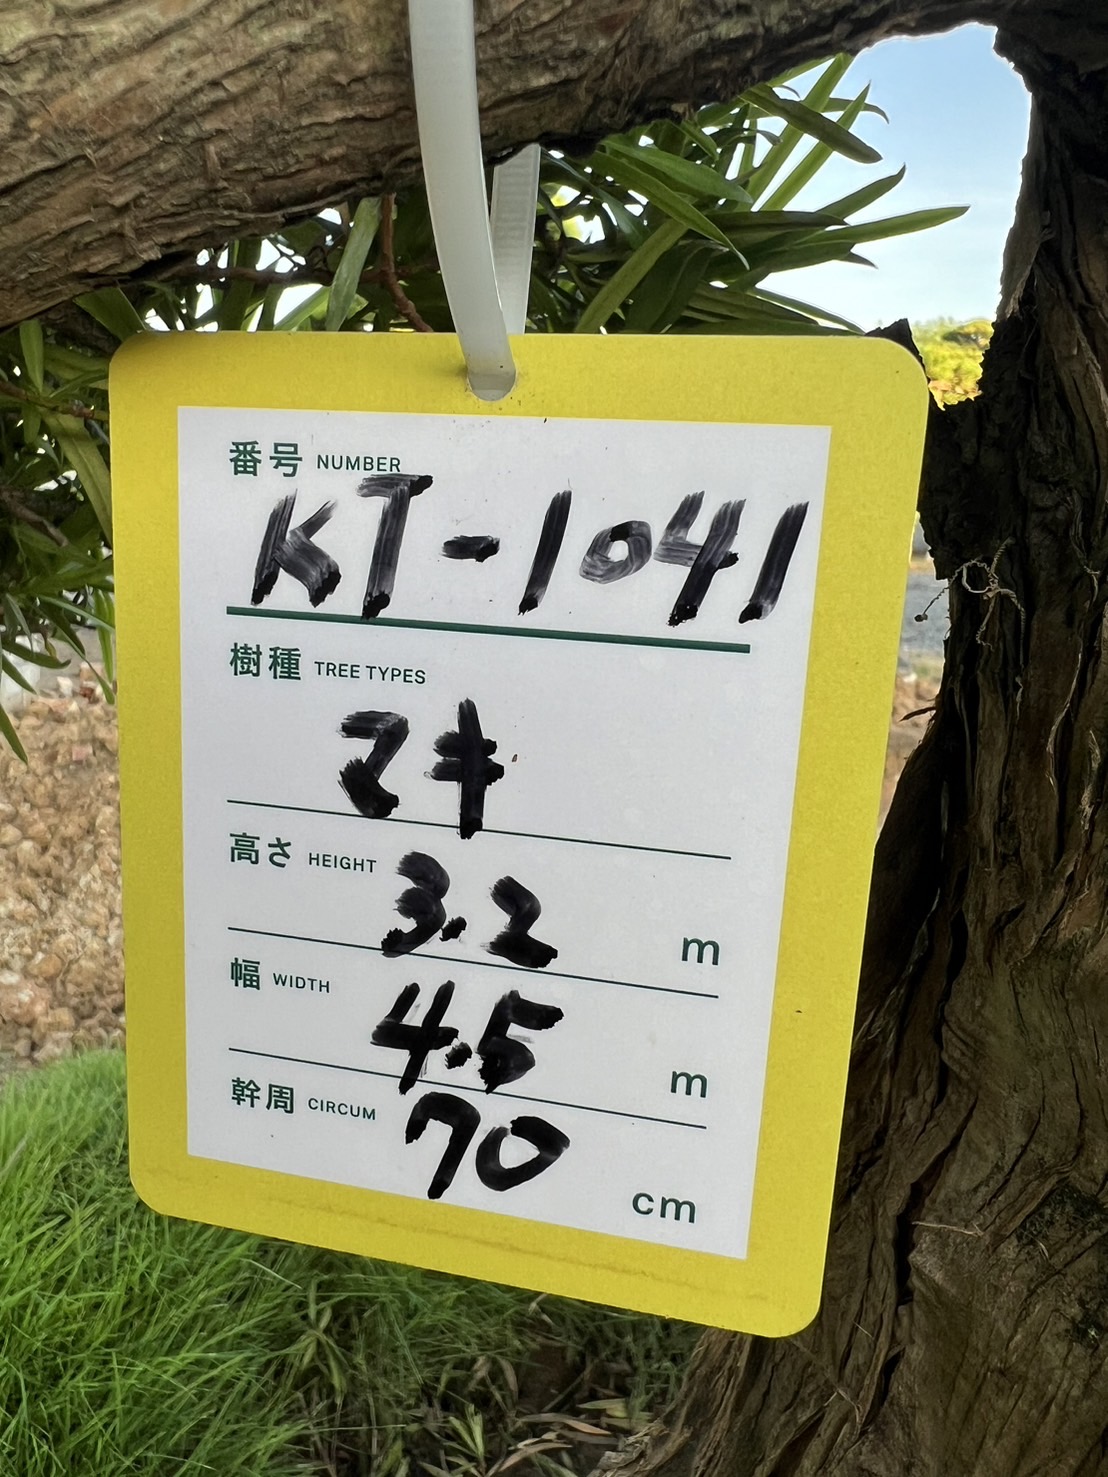 番号 NUMBER
KT-1041
樹種 TREE TYPES
マキ
高さ HEIGHT 3.2 m
幅 WIDTH 4.5 m
幹周 CIRCUM 70 cm